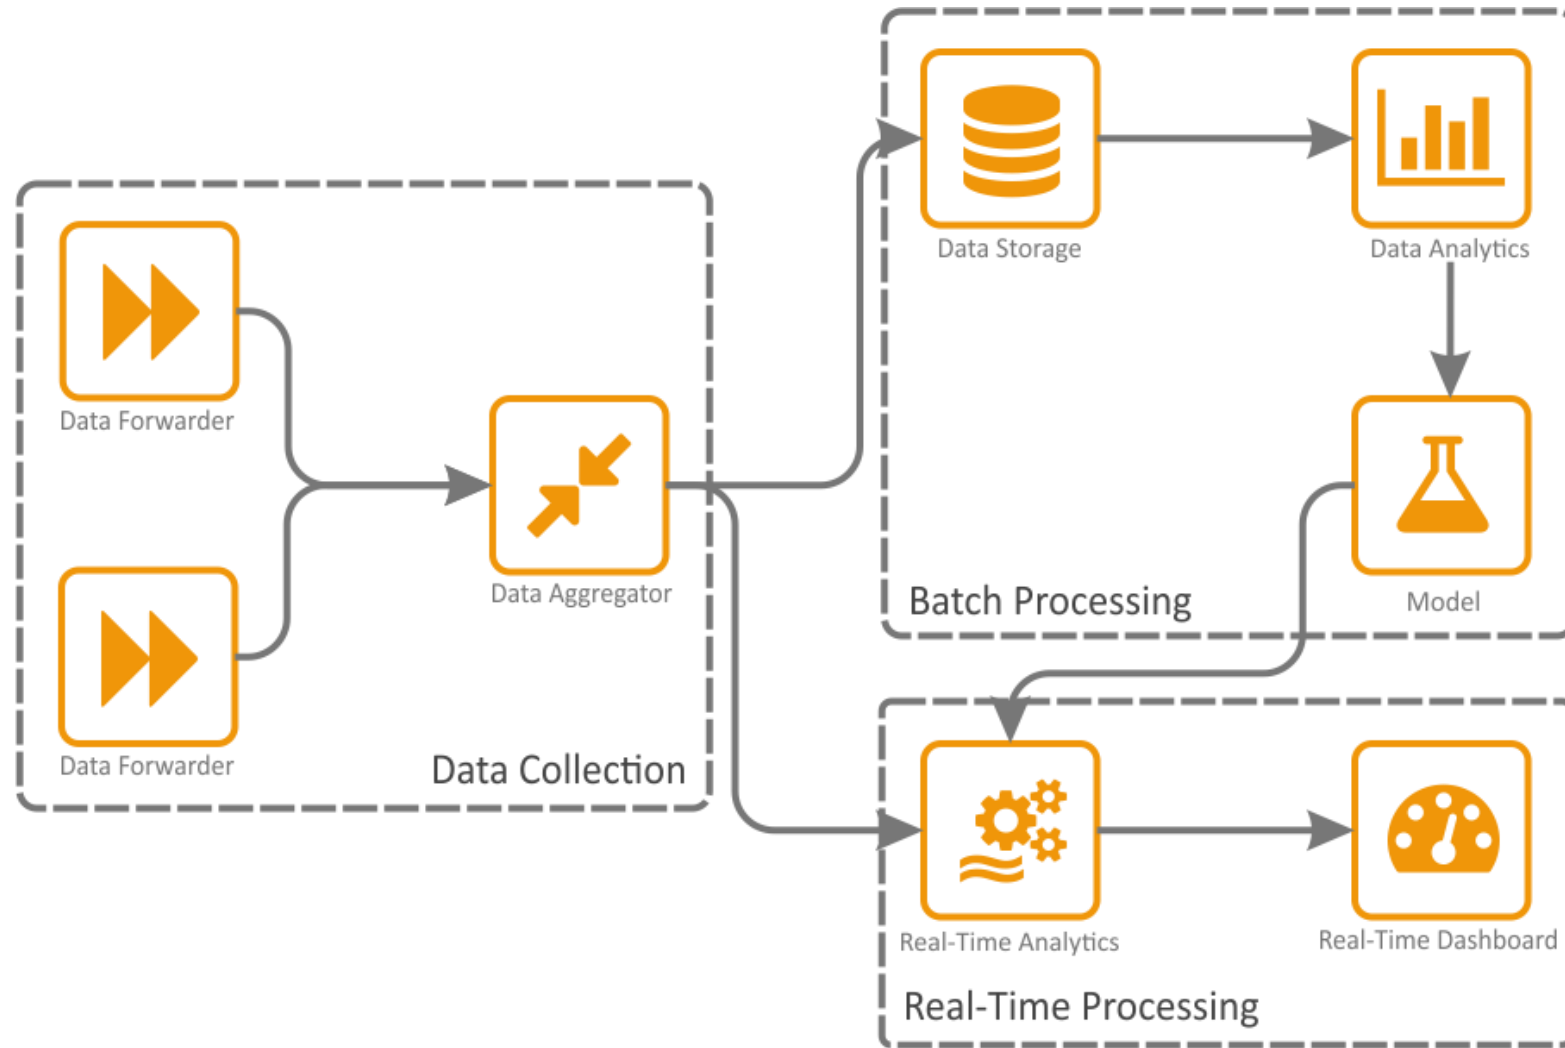 Data Forwarder
Data Forwarder
Data Aggregator
Data Collection
Data Storage
Data Analytics
Model
Batch Processing
Real-Time Analytics
Real-Time Dashboard
Real-Time Processing